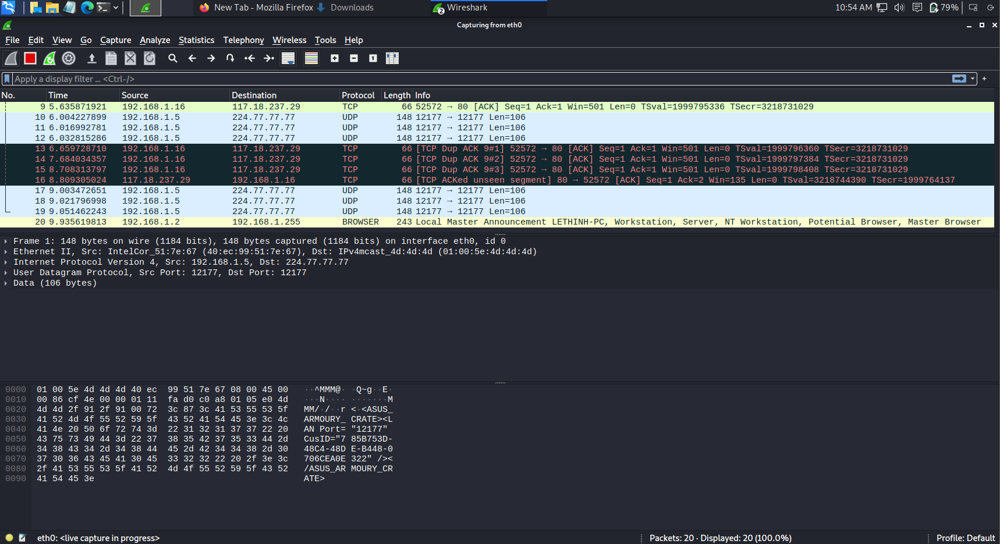 New Tab - Mozilla Firefox Downloads Wireshark 10:54 AM 79%
2
Capturing from eth0
File Edit View Go Capture Analyze Statistics Telephony Wireless Tools Help
Apply a display filter ... <Ctrl-/>
No. Time Source Destination Protocol Length Info
9 5.635871921 192.168.1.16 117.18.237.29 TCP 66 52572 → 80 [ACK] Seq=1 Ack=1 Win=501 Len=0 TSval=1999795336 TSecr=3218731029
10 6.004227899 192.168.1.5 224.77.77.77 UDP 148 12177 → 12177 Len=106
11 6.016992781 192.168.1.5 224.77.77.77 UDP 148 12177 → 12177 Len=106
12 6.032815286 192.168.1.5 224.77.77.77 UDP 148 12177 → 12177 Len=106
13 6.659728710 192.168.1.16 117.18.237.29 TCP 66 [TCP Dup ACK 9#1] 52572 → 80 [ACK] Seq=1 Ack=1 Win=501 Len=0 TSval=1999796360 TSecr=3218731029
14 7.684034357 192.168.1.16 117.18.237.29 TCP 66 [TCP Dup ACK 9#2] 52572 → 80 [ACK] Seq=1 Ack=1 Win=501 Len=0 TSval=1999797384 TSecr=3218731029
15 8.708313797 192.168.1.16 117.18.237.29 TCP 66 [TCP Dup ACK 9#3] 52572 → 80 [ACK] Seq=1 Ack=1 Win=501 Len=0 TSval=1999798408 TSecr=3218731029
16 8.809305024 117.18.237.29 192.168.1.16 TCP 66 [TCP ACKed unseen segment] 80 → 52572 [ACK] Seq=1 Ack=2 Win=135 Len=0 TSval=3218744390 TSecr=1999764137
17 9.003472651 192.168.1.5 224.77.77.77 UDP 148 12177 → 12177 Len=106
18 9.021796998 192.168.1.5 224.77.77.77 UDP 148 12177 → 12177 Len=106
19 9.051462243 192.168.1.5 224.77.77.77 UDP 148 12177 → 12177 Len=106
20 9.935619813 192.168.1.2 192.168.1.255 BROWSER 243 Local Master Announcement LETHINH-PC, Workstation, Server, NT Workstation, Potential Browser, Master Browser
Frame 1: 148 bytes on wire (1184 bits), 148 bytes captured (1184 bits) on interface eth0, id 0
Ethernet II, Src: IntelCor_51:7e:67 (40:ec:99:51:7e:67), Dst: IPv4mcast_4d:4d:4d (01:00:5e:4d:4d:4d)
Internet Protocol Version 4, Src: 192.168.1.5, Dst: 224.77.77.77
User Datagram Protocol, Src Port: 12177, Dst Port: 12177
Data (106 bytes)
0000 01 00 5e 4d 4d 4d 40 ec 99 51 7e 67 08 00 45 00 ··^MMM@· ·Q~g··E·
0010 00 86 cf 4e 00 00 01 11 fa d0 c0 a8 01 05 e0 4d ···N···· ·······M
0020 4d 4d 2f 91 2f 91 00 72 3c 87 3c 41 53 55 53 5f MM/·/··r <·<ASUS_
0030 41 52 4d 4f 55 52 59 5f 43 52 41 54 45 3e 3c 4c ARMOURY_ CRATE><L
0040 41 4e 20 50 6f 72 74 3d 22 31 32 31 37 37 22 20 AN Port= "12177"
0050 43 75 73 49 44 3d 22 37 38 35 42 37 35 33 44 2d CusID="7 85B753D-
0060 34 38 43 34 2d 34 38 44 45 2d 42 34 34 38 2d 30 48C4-48D E-B448-0
0070 37 30 36 43 45 41 30 45 33 32 32 22 20 2f 3e 3c 706CEA0E 322" /><
0080 2f 41 53 55 53 5f 41 52 4d 4f 55 52 59 5f 43 52 /ASUS_AR MOURY_CR
0090 41 54 45 3e ATE>
eth0: <live capture in progress> Packets: 20 · Displayed: 20 (100.0%) Profile: Default